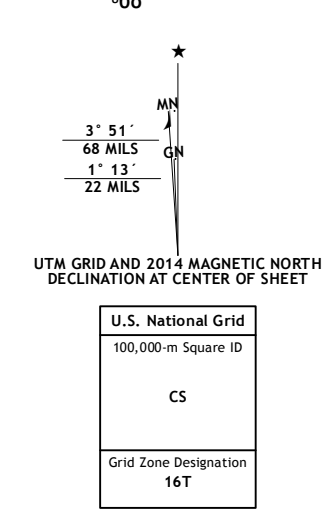 MN
3° 51´
68 MILS
GN
1° 13´
22 MILS
UTM GRID AND 2014 MAGNETIC NORTH
DECLINATION AT CENTER OF SHEET
U.S. National Grid
100,000-m Square ID
CS
Grid Zone Designation
16T